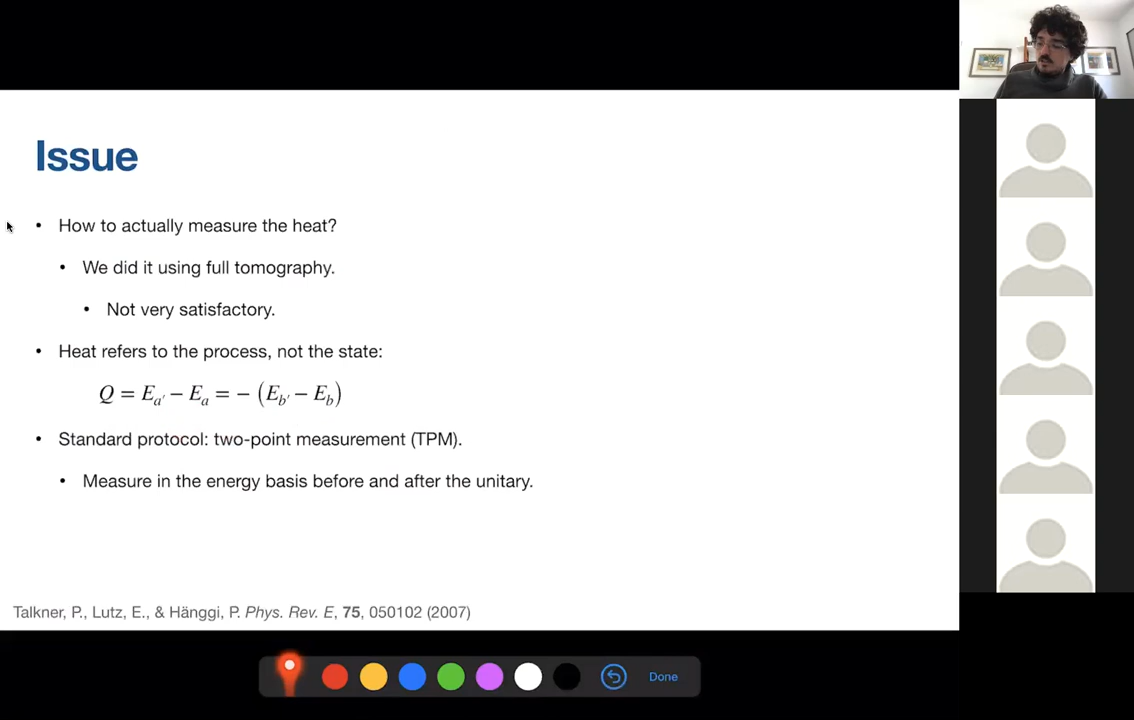 Issue
• How to actually measure the heat?
• We did it using full tomography.
• Not very satisfactory.
• Heat refers to the process, not the state:
Q = E_{a′} − E_a = − (E_{b′} − E_b)
• Standard protocol: two-point measurement (TPM).
• Measure in the energy basis before and after the unitary.
Talkner, P., Lutz, E., & Hänggi, P. Phys. Rev. E, 75, 050102 (2007)
Done